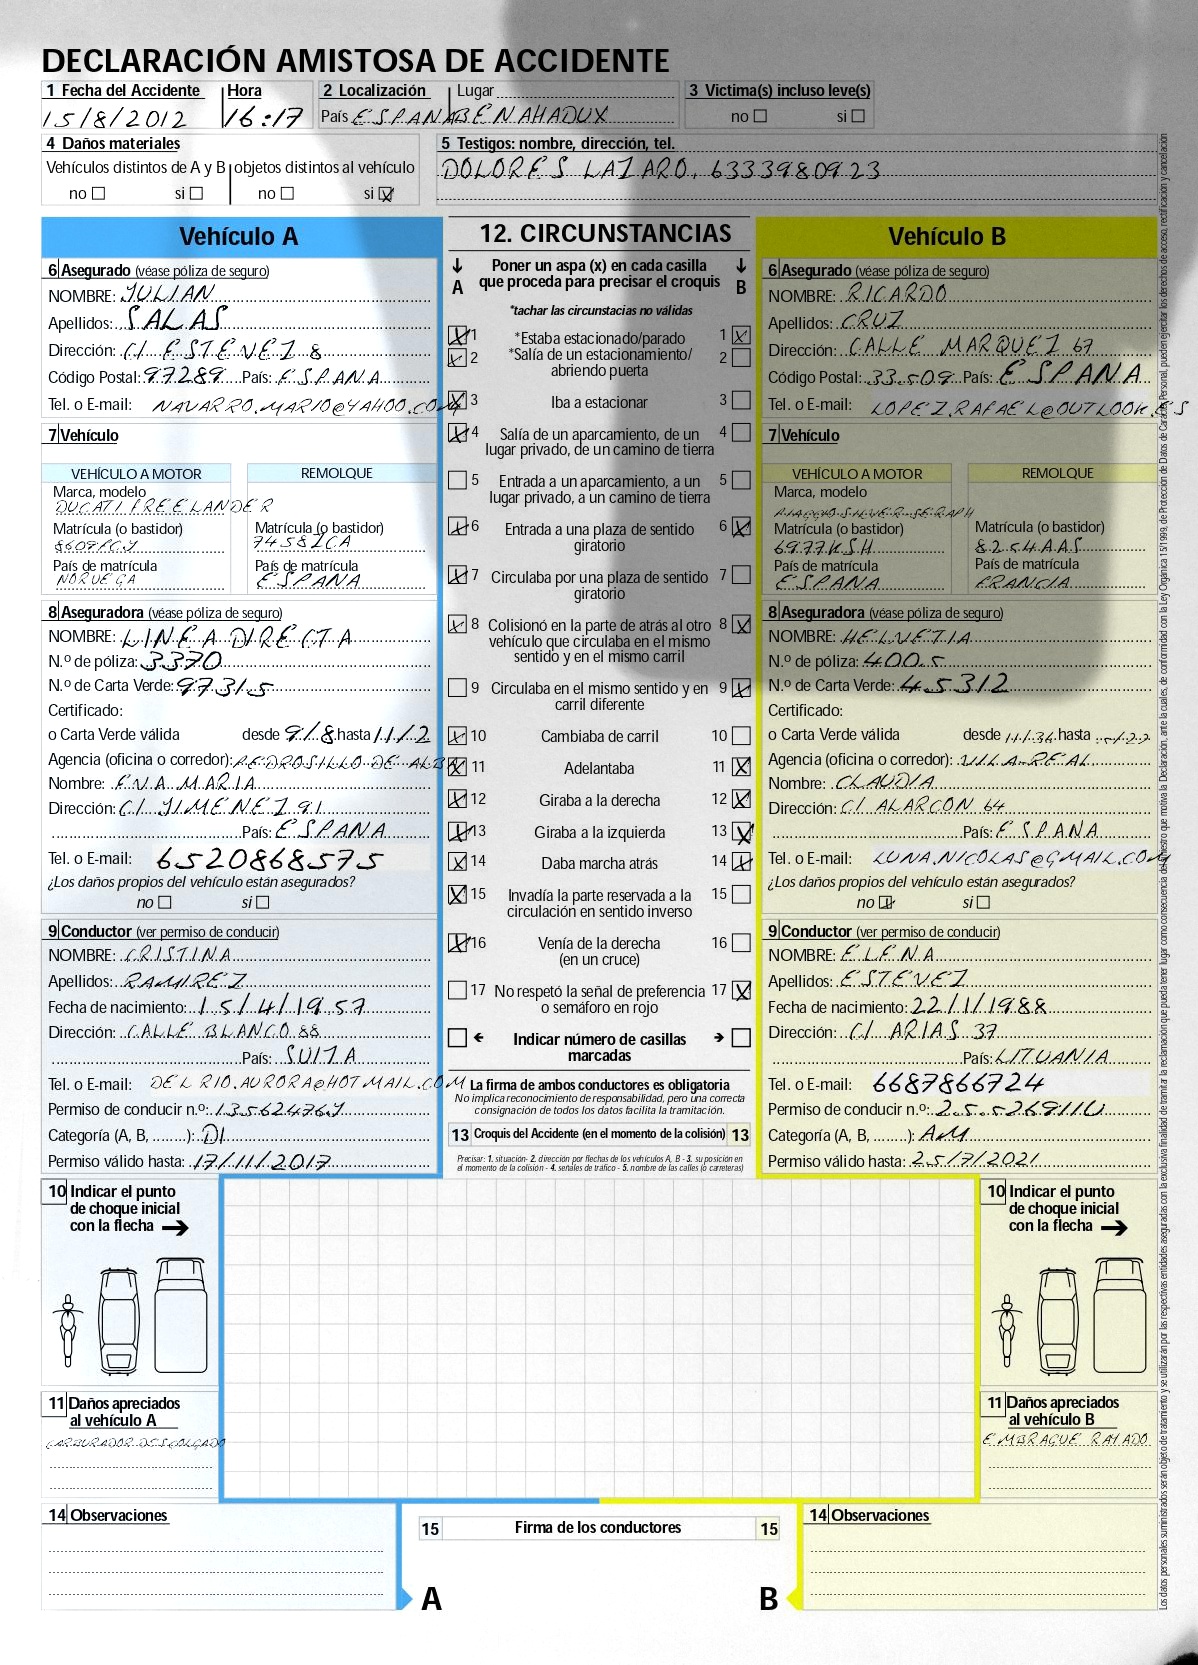 DECLARACIÓN AMISTOSA DE ACCIDENTE
1 Fecha del Accidente Hora 2 Localización Lugar 3 Victima(s) incluso leve(s)
15/8/2012 16:17 País ESPAÑA BENAHADUX no si
4 Daños materiales 5 Testigos: nombre, dirección, tel.
Vehículos distintos de A y B objetos distintos al vehículo DOLORES LAZARO, 6333980923
no si no si
Vehículo A 12. CIRCUNSTANCIAS Vehículo B
Poner un aspa (x) en cada casilla que proceda para precisar el croquis
A B
*tachar las circunstacias no válidas
6 Asegurado (véase póliza de seguro)
NOMBRE: JULIAN
Apellidos: SALAS
Dirección: C/ ESTEVEZ 8
Código Postal: 97289 País: ESPAÑA
Tel. o E-mail: NAVARRO.MARIO@YAHOO.COM
7 Vehículo
VEHÍCULO A MOTOR REMOLQUE
Marca, modelo
DUCATI FREELANDER
Matrícula (o bastidor) Matrícula (o bastidor)
8607PCY 7458ICA
País de matrícula País de matrícula
NORUEGA ESPAÑA
8 Aseguradora (véase póliza de seguro)
NOMBRE: LINEA DIRECTA
N.º de póliza: 3370
N.º de Carta Verde: 97315
Certificado:
o Carta Verde válida desde 9/8 hasta 11/2
Agencia (oficina o corredor): PEDROSILLO DE ALBA
Nombre: EVA MARIA
Dirección: C/ JIMENEZ 91
País: ESPAÑA
Tel. o E-mail: 6520868575
¿Los daños propios del vehículo están asegurados?
no si
9 Conductor (ver permiso de conducir)
NOMBRE: CRISTINA
Apellidos: RAMIREZ
Fecha de nacimiento: 15/4/1957
Dirección: CALLE BLANCO 88
País: SUIZA
Tel. o E-mail: DELRIO.AURORA@HOTMAIL.COM
Permiso de conducir n.º: 13562476J
Categoría (A, B, ........): D1
Permiso válido hasta: 17/11/2017
1 *Estaba estacionado/parado 1
2 *Salía de un estacionamiento/ abriendo puerta 2
3 Iba a estacionar 3
4 Salía de un aparcamiento, de un lugar privado, de un camino de tierra 4
5 Entrada a un aparcamiento, a un lugar privado, a un camino de tierra 5
6 Entrada a una plaza de sentido giratorio 6
7 Circulaba por una plaza de sentido giratorio 7
8 Colisionó en la parte de atrás al otro vehículo que circulaba en el mismo sentido y en el mismo carril 8
9 Circulaba en el mismo sentido y en carril diferente 9
10 Cambiaba de carril 10
11 Adelantaba 11
12 Giraba a la derecha 12
13 Giraba a la izquierda 13
14 Daba marcha atrás 14
15 Invadía la parte reservada a la circulación en sentido inverso 15
16 Venía de la derecha (en un cruce) 16
17 No respetó la señal de preferencia o semáforo en rojo 17
Indicar número de casillas marcadas
La firma de ambos conductores es obligatoria
No implica reconocimiento de responsabilidad, pero una correcta consignación de todos los datos facilita la tramitación.
13 Croquis del Accidente (en el momento de la colisión) 13
Precisar: 1. situación- 2. dirección por flechas de los vehículos A, B - 3. su posición en el momento de la colisión - 4. señales de tráfico - 5. nombre de las calles (o carreteras)
6 Asegurado (véase póliza de seguro)
NOMBRE: RICARDO
Apellidos: CRUZ
Dirección: CALLE MARQUEZ 67
Código Postal: 33509 País: ESPAÑA
Tel. o E-mail: LOPEZ.RAFAEL@OUTLOOK.ES
7 Vehículo
VEHÍCULO A MOTOR REMOLQUE
Marca, modelo
PIAGGIO SILVER SERAPH
Matrícula (o bastidor) Matrícula (o bastidor)
6977KSH 8254AAS
País de matrícula País de matrícula
ESPAÑA FRANCIA
8 Aseguradora (véase póliza de seguro)
NOMBRE: HELVETIA
N.º de póliza: 4005
N.º de Carta Verde: 45312
Certificado:
o Carta Verde válida desde hasta
Agencia (oficina o corredor): VILA-REAL
Nombre: CLAUDIA
Dirección: C/ ALARCON 64
País: ESPAÑA
Tel. o E-mail: LUNA.NICOLAS@GMAIL.COM
¿Los daños propios del vehículo están asegurados?
no si
9 Conductor (ver permiso de conducir)
NOMBRE: ELENA
Apellidos: ESTEVEZ
Fecha de nacimiento: 22/1/1988
Dirección: C/ ARIAS 37
País: LITUANIA
Tel. o E-mail: 6687866724
Permiso de conducir n.º: 25526911U
Categoría (A, B, ........): AM
Permiso válido hasta: 25/7/2021
10 Indicar el punto de choque inicial con la flecha
11 Daños apreciados al vehículo A
CARBURADOR DESCOLGADO
10 Indicar el punto de choque inicial con la flecha
11 Daños apreciados al vehículo B
EMBRAGUE RAYADO
14 Observaciones
15 Firma de los conductores 15
14 Observaciones
A B
Los datos personales suministrados serán objeto de tratamiento y se utilizarán por las respectivas entidades aseguradas con la exclusiva finalidad de tramitar la reclamación que pueda tener lugar como consecuencia del siniestro que motiva la Declaración, ante la cuales, de conformidad con la Ley Orgánica 15/1999, de Protección de Datos de Carácter Personal, pueden ejercitar los derechos de acceso, rectificación y cancelación